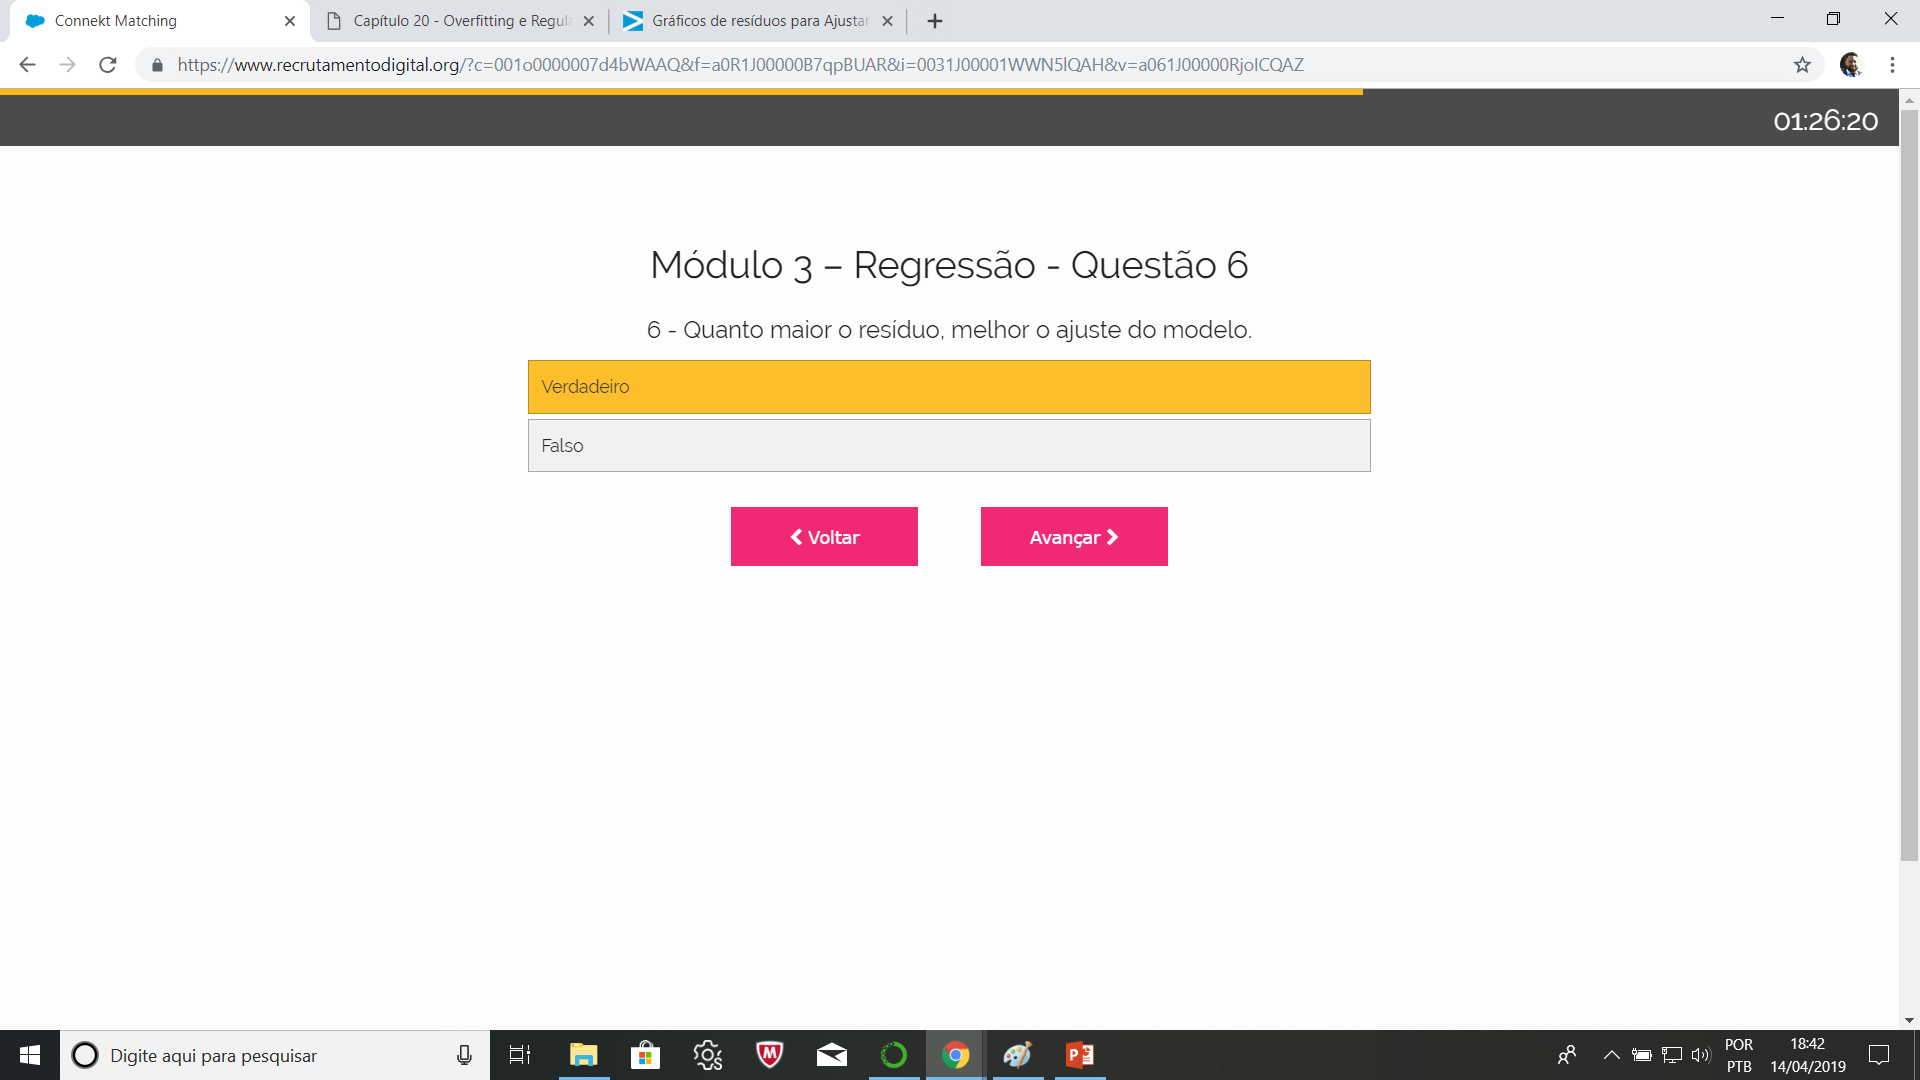 Connekt Matching
Capítulo 20 - Overfitting e Regula
Gráficos de resíduos para Ajustar
https://www.recrutamentodigital.org/?c=001o0000007d4bWAAQ&f=a0R1J00000B7qpBUAR&i=0031J00001WWN5lQAH&v=a061J00000RjoICQAZ
01:26:20
Módulo 3 – Regressão - Questão 6
6 - Quanto maior o resíduo, melhor o ajuste do modelo.
Verdadeiro
Falso
Voltar
Avançar
Digite aqui para pesquisar
POR
PTB
18:42
14/04/2019